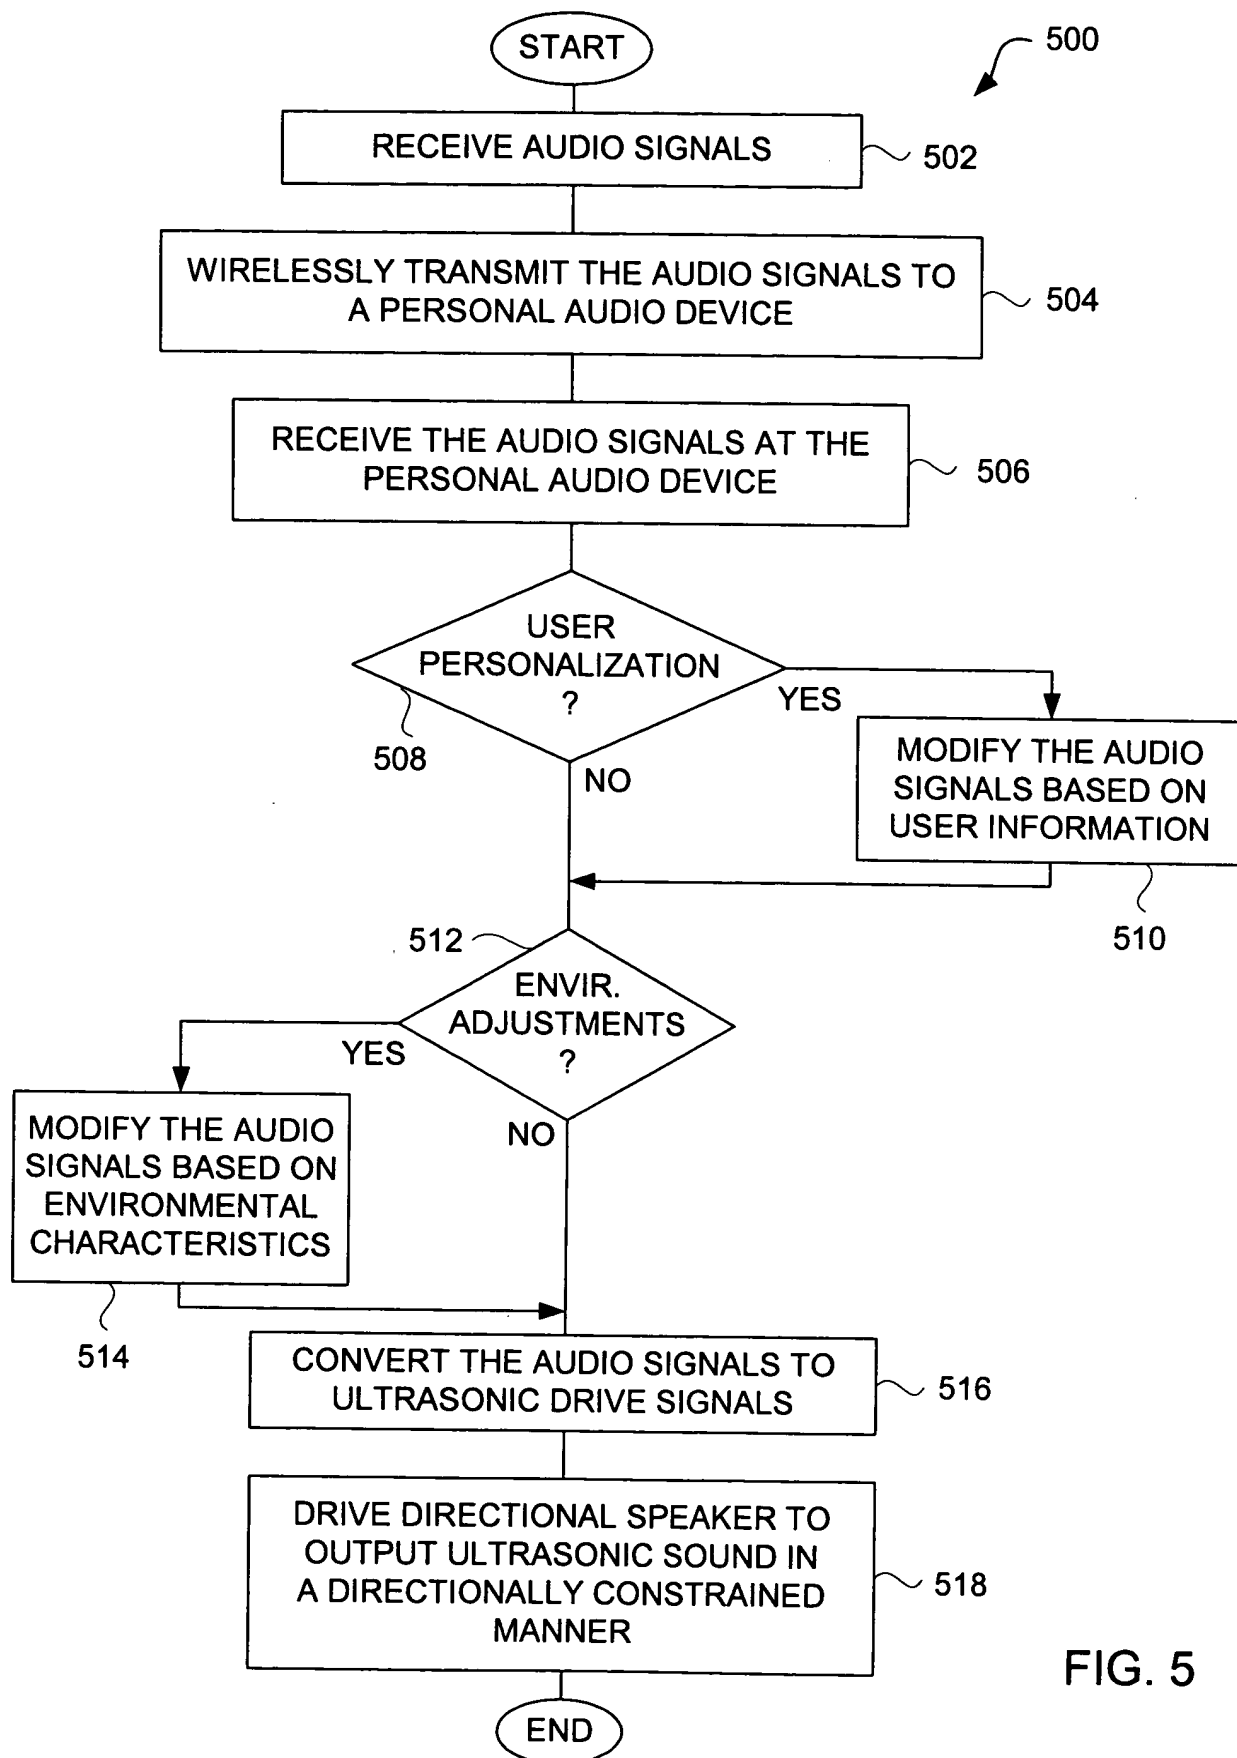 START
500
RECEIVE AUDIO SIGNALS
502
WIRELESSLY TRANSMIT THE AUDIO SIGNALS TO
A PERSONAL AUDIO DEVICE
504
RECEIVE THE AUDIO SIGNALS AT THE
PERSONAL AUDIO DEVICE
506
USER
PERSONALIZATION
?
508
YES
NO
MODIFY THE AUDIO
SIGNALS BASED ON
USER INFORMATION
510
512
ENVIR.
ADJUSTMENTS
?
YES
NO
MODIFY THE AUDIO
SIGNALS BASED ON
ENVIRONMENTAL
CHARACTERISTICS
514
CONVERT THE AUDIO SIGNALS TO
ULTRASONIC DRIVE SIGNALS
516
DRIVE DIRECTIONAL SPEAKER TO
OUTPUT ULTRASONIC SOUND IN
A DIRECTIONALLY CONSTRAINED
MANNER
518
END
FIG. 5